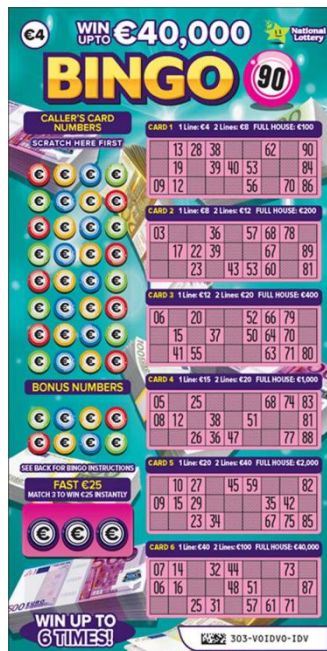 €4
WIN UP TO €40,000
National Lottery
BINGO 90
CALLER'S CARD NUMBERS
SCRATCH HERE FIRST
BONUS NUMBERS
SEE BACK FOR BINGO INSTRUCTIONS
FAST €25
MATCH 3 TO WIN €25 INSTANTLY
€ € €
WIN UP TO 6 TIMES!
CARD 1 1 Line: €4 2 Lines: €8 FULL HOUSE: €100
13 28 38 62 90
19 39 40 53 84
09 12 56 70 86
CARD 2 1 Line: €8 2 Lines: €12 FULL HOUSE: €200
03 36 57 68 78
17 22 39 67 89
23 43 53 60 81
CARD 3 1 Line: €12 2 Lines: €20 FULL HOUSE: €400
06 20 52 66 79
15 37 50 64 70
41 55 63 71 80
CARD 4 1 Line: €15 2 Lines: €20 FULL HOUSE: €1,000
05 25 68 74 83
08 12 38 51 81
26 36 47 77 88
CARD 5 1 Line: €20 2 Lines: €40 FULL HOUSE: €2,000
10 27 45 59 82
09 15 29 35 42
23 34 67 75 85
CARD 6 1 Line: €40 2 Lines: €100 FULL HOUSE: €40,000
07 14 32 44 73
06 16 48 51 87
25 31 57 61 71
303-VOIDVO-IDV